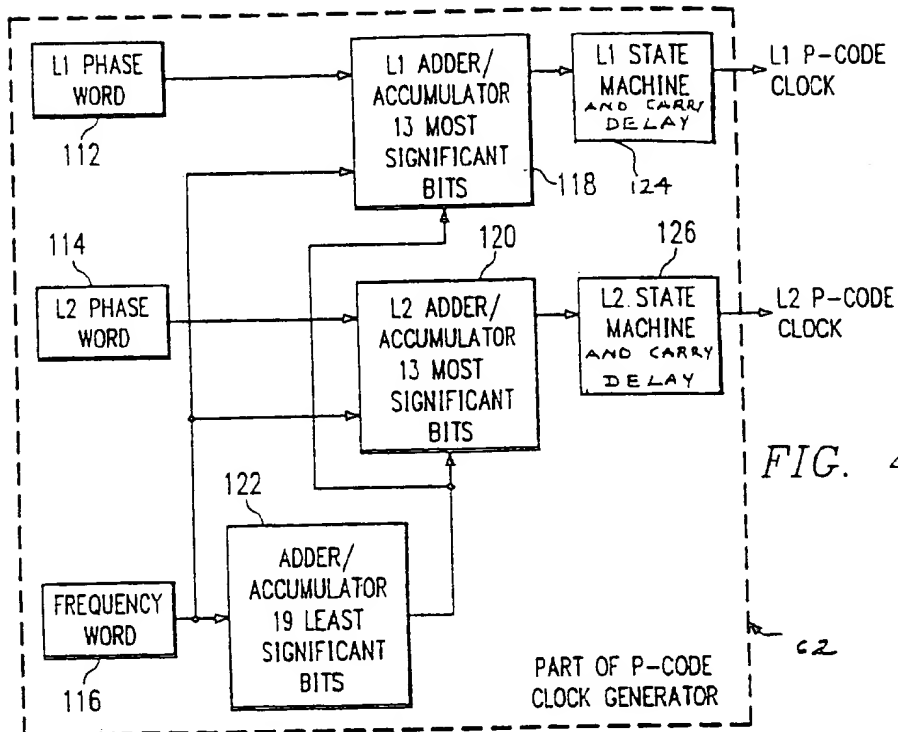 L1 PHASE
WORD
112
L1 ADDER/
ACCUMULATOR
13 MOST
SIGNIFICANT
BITS
118
L1 STATE
MACHINE
AND CARRY
DELAY
124
L1 P-CODE
CLOCK
114
L2 PHASE
WORD
120
L2 ADDER/
ACCUMULATOR
13 MOST
SIGNIFICANT
BITS
126
L2 STATE
MACHINE
AND CARRY
DELAY
L2 P-CODE
CLOCK
FIG. 4
122
ADDER/
ACCUMULATOR
19 LEAST
SIGNIFICANT
BITS
FREQUENCY
WORD
116
PART OF P-CODE
CLOCK GENERATOR
62